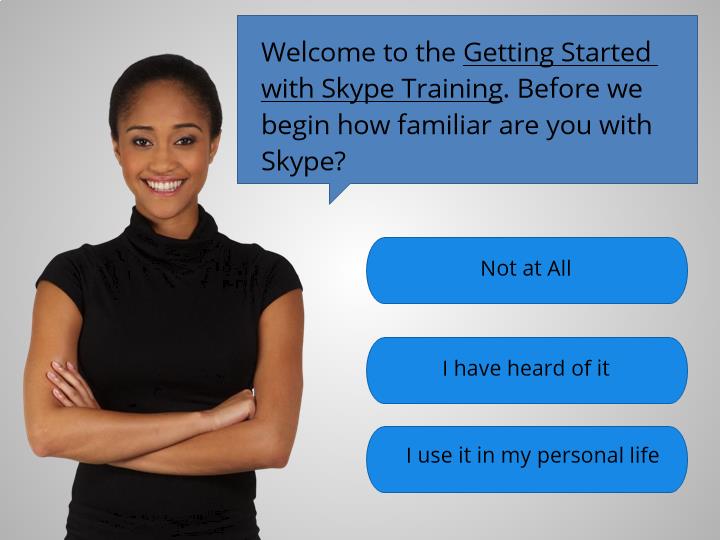 Welcome to the Getting Started
with Skype Training. Before we
begin how familiar are you with
Skype?
Not at All
I have heard of it
I use it in my personal life